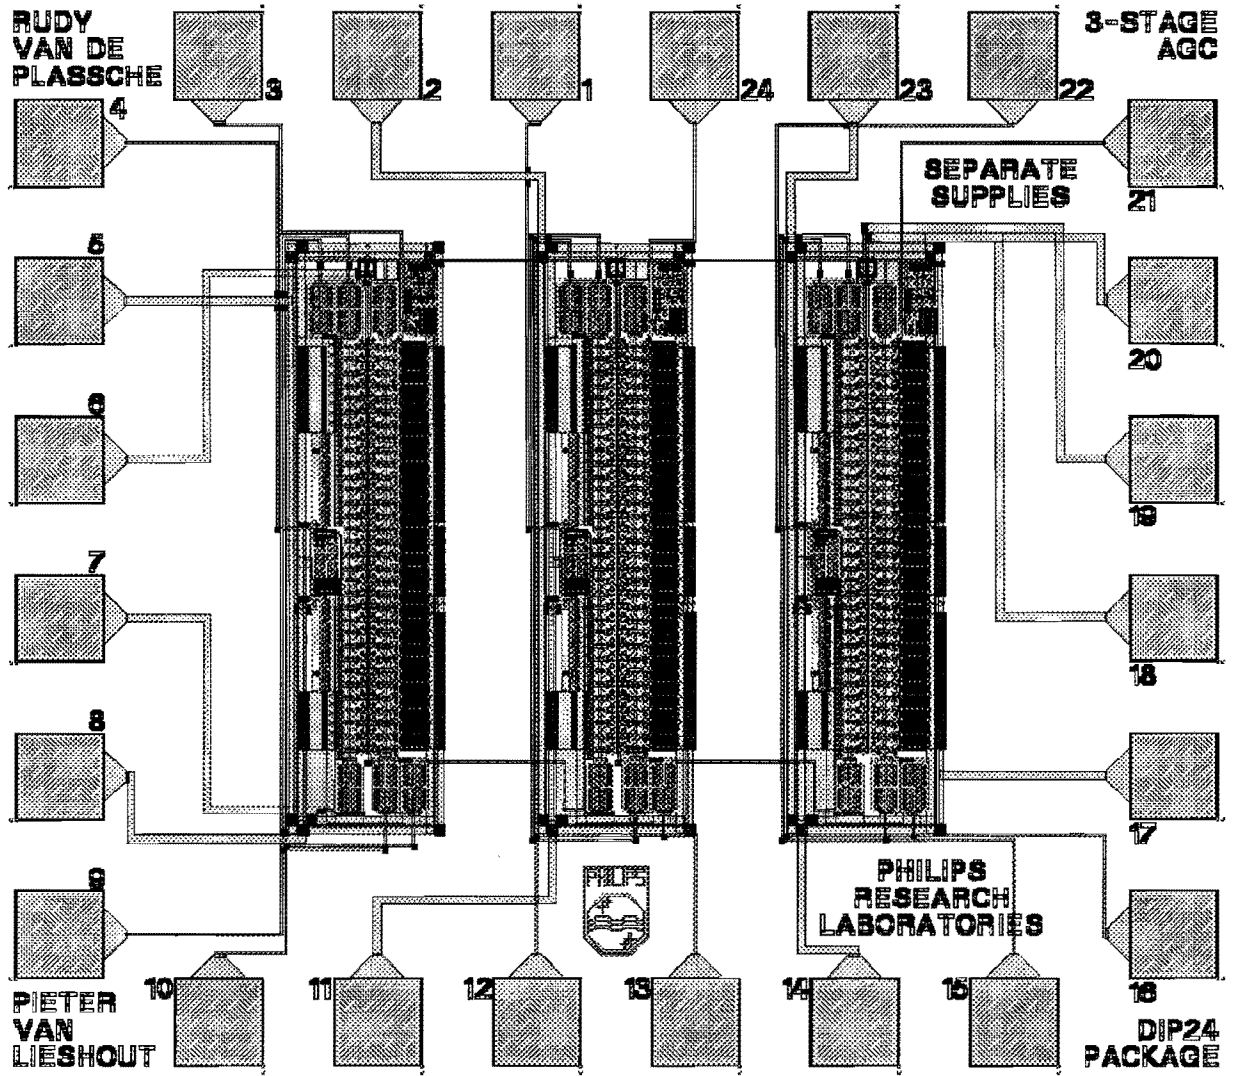 RUDY
VAN DE
PLASSCHE
3
2
1
24
23
22
3-STAGE
AGC
4
21
SEPARATE
SUPPLIES
5
20
6
19
7
18
8
17
9
16
PHILIPS
PHILIPS
RESEARCH
LABORATORIES
10
11
12
13
14
15
PIETER
VAN
LIESHOUT
DIP24
PACKAGE